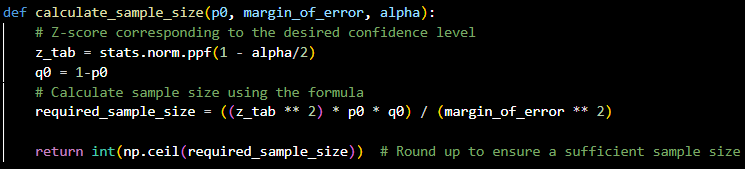 def calculate_sample_size(p0, margin_of_error, alpha):
    # Z-score corresponding to the desired confidence level
    z_tab = stats.norm.ppf(1 - alpha/2)
    q0 = 1-p0
    # Calculate sample size using the formula
    required_sample_size = ((z_tab ** 2) * p0 * q0) / (margin_of_error ** 2)

    return int(np.ceil(required_sample_size))  # Round up to ensure a sufficient sample size